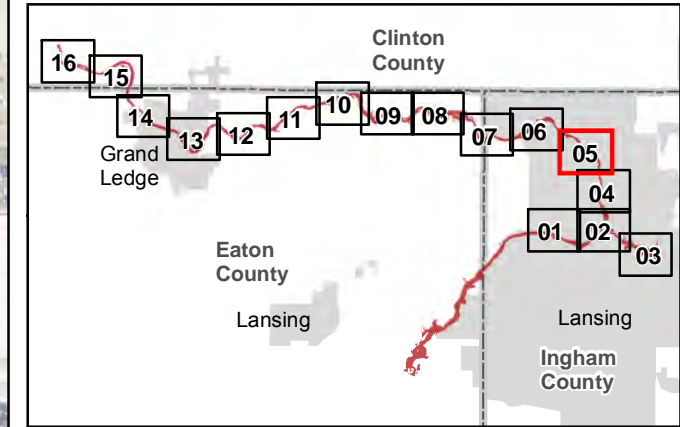 Clinton
County
16
15
14
13
12
11
10
09
08
07
06
05
04
Grand
Ledge
01
02
03
Eaton
County
Lansing
Lansing
Ingham
County